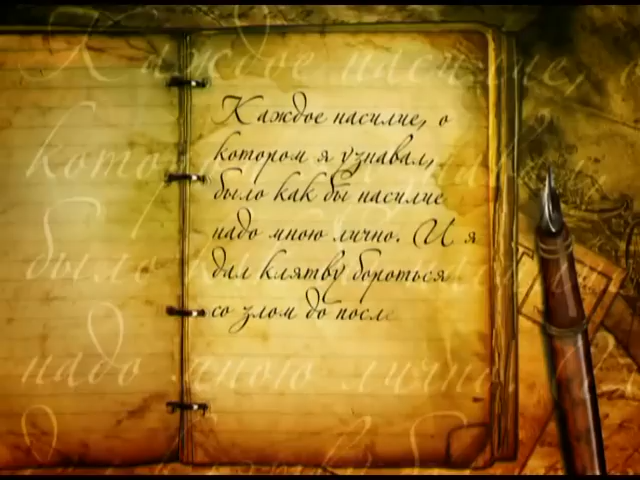 Каждое насилие, о
котором я узнавал,
было как бы насилие
надо мною лично. И я
дал клятву бороться
со злом до после